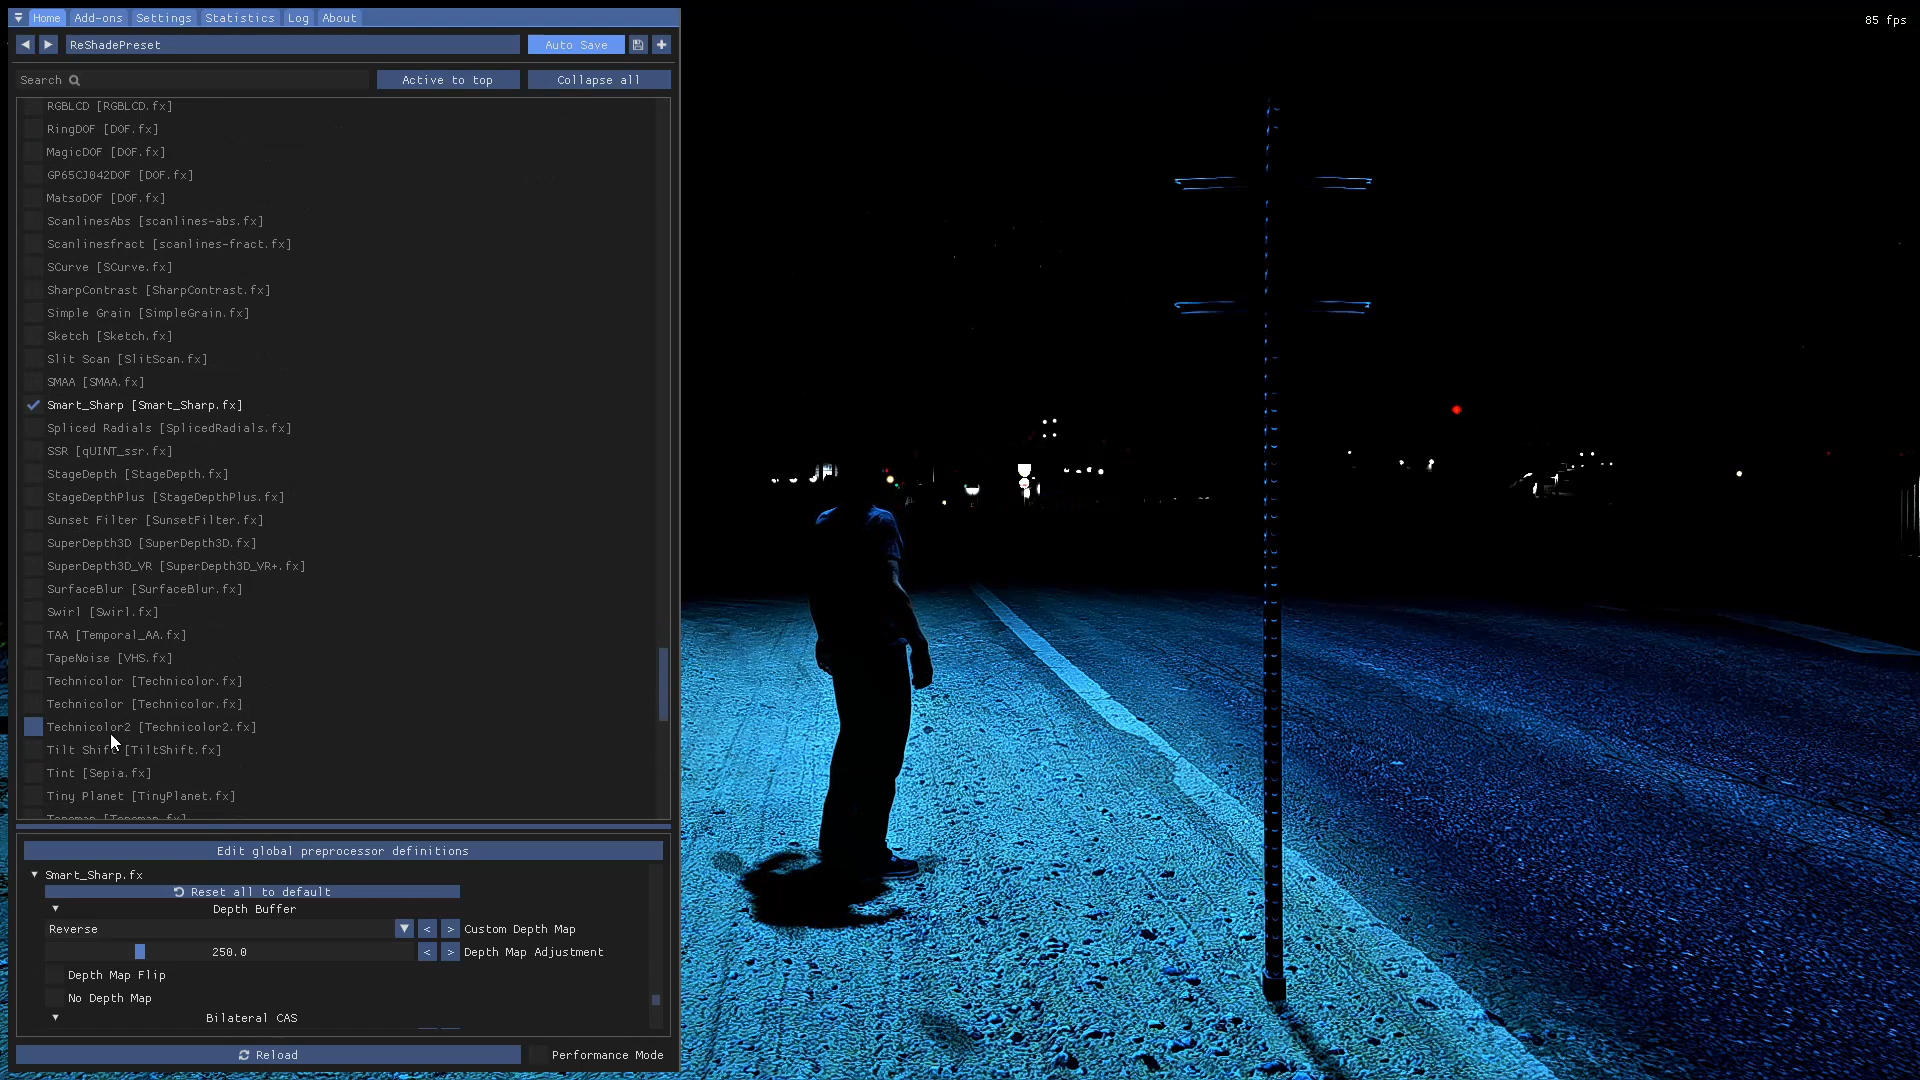 Home Add-ons Settings Statistics Log About
85 fps
ReShadePreset Auto Save
Search Active to top Collapse all
RGBLCD [RGBLCD.fx]
RingDOF [DOF.fx]
MagicDOF [DOF.fx]
GP65CJ042DOF [DOF.fx]
MatsoDOF [DOF.fx]
ScanlinesAbs [scanlines-abs.fx]
Scanlinesfract [scanlines-fract.fx]
SCurve [SCurve.fx]
SharpContrast [SharpContrast.fx]
Simple Grain [SimpleGrain.fx]
Sketch [Sketch.fx]
Slit Scan [SlitScan.fx]
SMAA [SMAA.fx]
Smart_Sharp [Smart_Sharp.fx]
Spliced Radials [SplicedRadials.fx]
SSR [qUINT_ssr.fx]
StageDepth [StageDepth.fx]
StageDepthPlus [StageDepthPlus.fx]
Sunset Filter [SunsetFilter.fx]
SuperDepth3D [SuperDepth3D.fx]
SuperDepth3D_VR [SuperDepth3D_VR+.fx]
SurfaceBlur [SurfaceBlur.fx]
Swirl [Swirl.fx]
TAA [Temporal_AA.fx]
TapeNoise [VHS.fx]
Technicolor [Technicolor.fx]
Technicolor [Technicolor.fx]
Technicolor2 [Technicolor2.fx]
Tilt Shift [TiltShift.fx]
Tint [Sepia.fx]
Tiny Planet [TinyPlanet.fx]
Edit global preprocessor definitions
Smart_Sharp.fx
Reset all to default
Depth Buffer
Reverse < > Custom Depth Map
250.0 < > Depth Map Adjustment
Depth Map Flip
No Depth Map
Bilateral CAS
Reload Performance Mode